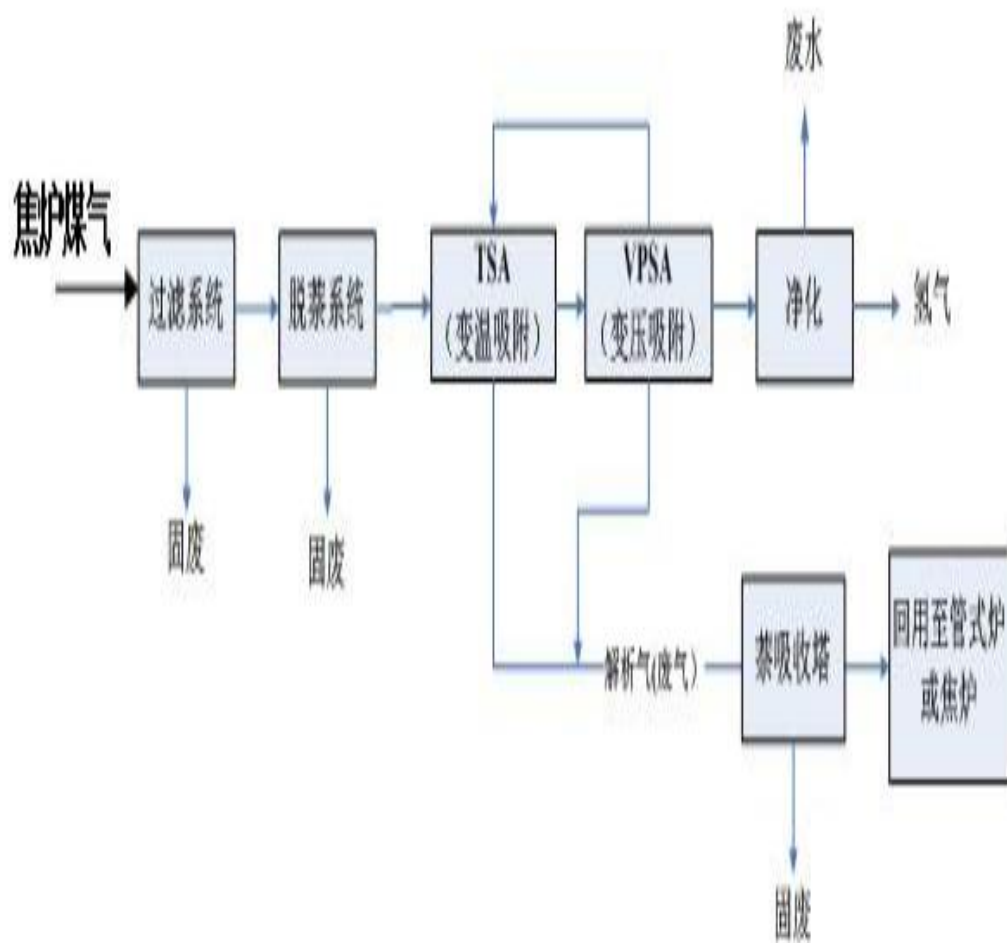 废水
焦炉煤气
过滤系统
脱萘系统
TSA
（变温吸附）
VPSA
（变压吸附）
净化
氢气
固废
固废
解析气(废气）
萘吸收塔
回用至管式炉
或焦炉
固废